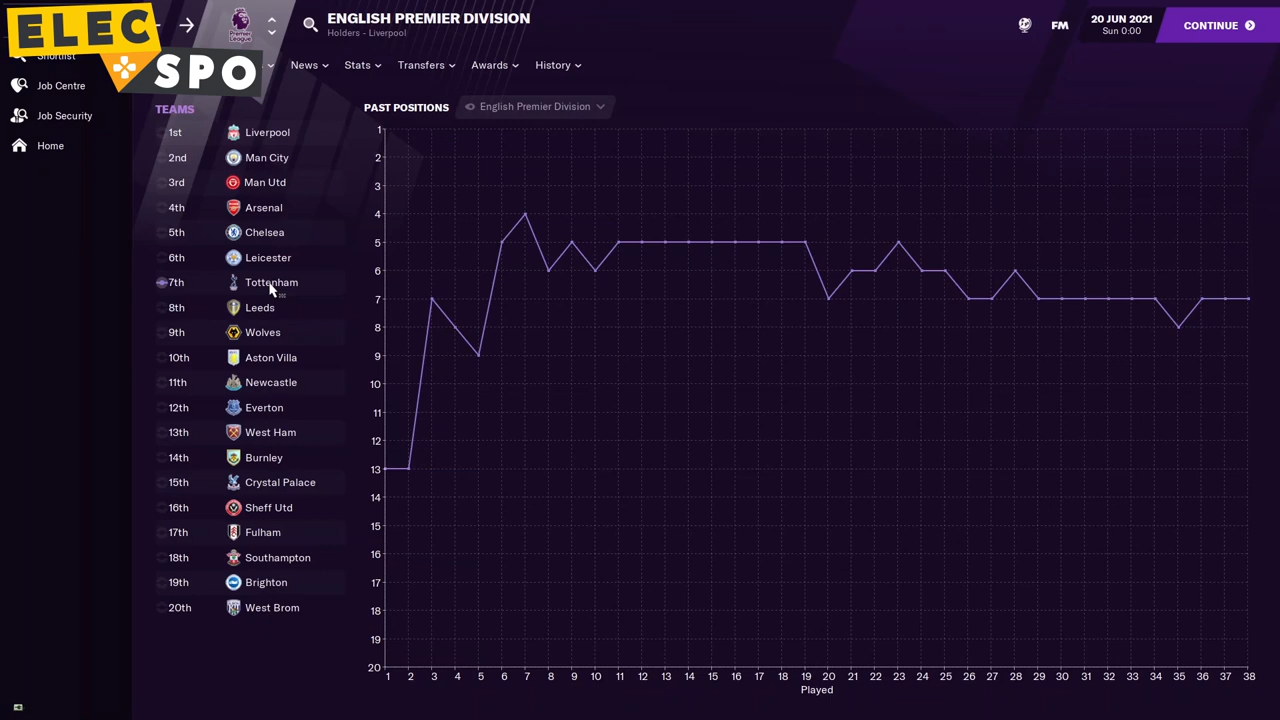 ELEC
SPO
ENGLISH PREMIER DIVISION
Holders - Liverpool
FM
20 JUN 2021
Sun 0:00
CONTINUE
Shortlist
Job Centre
Job Security
Home
News
Stats
Transfers
Awards
History
TEAMS
1st Liverpool
2nd Man City
3rd Man Utd
4th Arsenal
5th Chelsea
6th Leicester
7th Tottenham
8th Leeds
9th Wolves
10th Aston Villa
11th Newcastle
12th Everton
13th West Ham
14th Burnley
15th Crystal Palace
16th Sheff Utd
17th Fulham
18th Southampton
19th Brighton
20th West Brom
PAST POSITIONS
English Premier Division
1
2
3
4
5
6
7
8
9
10
11
12
13
14
15
16
17
18
19
20
1 2 3 4 5 6 7 8 9 10 11 12 13 14 15 16 17 18 19 20 21 22 23 24 25 26 27 28 29 30 31 32 33 34 35 36 37 38
Played